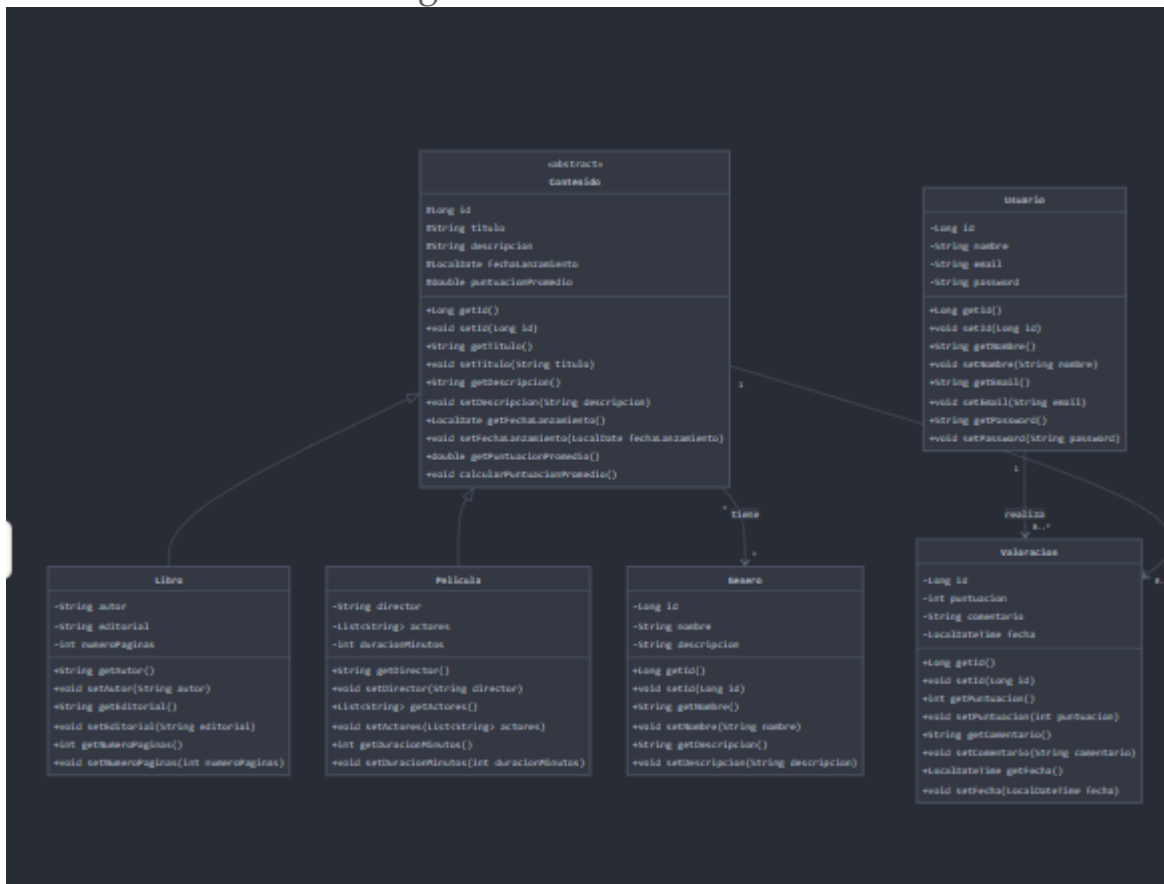 «abstract»
Contenido
#Long id
#String titulo
#String descripcion
#LocalDate fechaLanzamiento
#double puntuacionPromedio
+Long getId()
+void setId(Long id)
+String getTitulo()
+void setTitulo(String titulo)
+String getDescripcion()
+void setDescripcion(String descripcion)
+LocalDate getFechaLanzamiento()
+void setFechaLanzamiento(LocalDate fechaLanzamiento)
+double getPuntuacionPromedio()
+void calcularPuntuacionPromedio()
Usuario
-Long id
-String nombre
-String email
-String password
+Long getId()
+void setId(Long id)
+String getNombre()
+void setNombre(String nombre)
+String getEmail()
+void setEmail(String email)
+String getPassword()
+void setPassword(String password)
1
1
* tiene
*
realiza
0..*
Libro
-String autor
-String editorial
-int numeroPaginas
+String getAutor()
+void setAutor(String autor)
+String getEditorial()
+void setEditorial(String editorial)
+int getNumeroPaginas()
+void setNumeroPaginas(int numeroPaginas)
Pelicula
-String director
-List<String> actores
-int duracionMinutos
+String getDirector()
+void setDirector(String director)
+List<String> getActores()
+void setActores(List<String> actores)
+int getDuracionMinutos()
+void setDuracionMinutos(int duracionMinutos)
Genero
-Long id
-String nombre
-String descripcion
+Long getId()
+void setId(Long id)
+String getNombre()
+void setNombre(String nombre)
+String getDescripcion()
+void setDescripcion(String descripcion)
Valoracion
-Long id
-int puntuacion
-String comentario
-LocalDateTime fecha
+Long getId()
+void setId(Long id)
+int getPuntuacion()
+void setPuntuacion(int puntuacion)
+String getComentario()
+void setComentario(String comentario)
+LocalDateTime getFecha()
+void setFecha(LocalDateTime fecha)